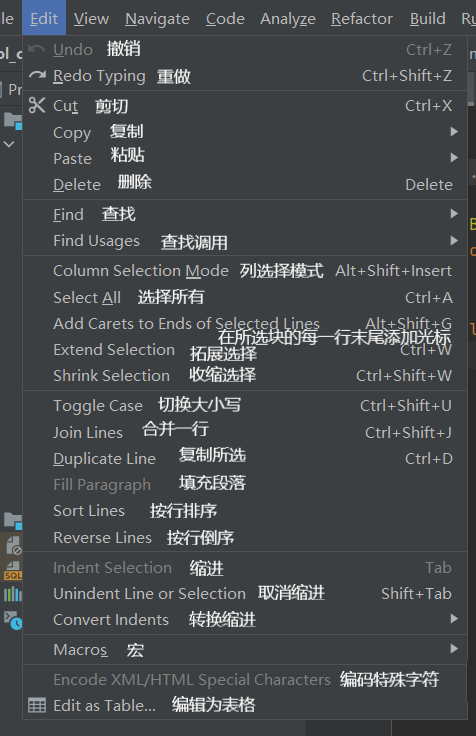 le Edit View Navigate Code Analyze Refactor Build Ru
ol_c
Undo 撤销 Ctrl+Z
Redo Typing 重做 Ctrl+Shift+Z
Pr
Cut 剪切 Ctrl+X
Copy 复制
Paste 粘贴
Delete 删除 Delete
Find 查找
Find Usages 查找调用
Column Selection Mode 列选择模式 Alt+Shift+Insert
Select All 选择所有 Ctrl+A
Add Carets to Ends of Selected Lines Alt+Shift+G
在所选块的每一行末尾添加光标
Extend Selection 拓展选择 Ctrl+W
Shrink Selection 收缩选择 Ctrl+Shift+W
Toggle Case 切换大小写 Ctrl+Shift+U
Join Lines 合并一行 Ctrl+Shift+J
Duplicate Line 复制所选 Ctrl+D
Fill Paragraph 填充段落
Sort Lines 按行排序
Reverse Lines 按行倒序
Indent Selection 缩进 Tab
SQL
Unindent Line or Selection 取消缩进 Shift+Tab
Convert Indents 转换缩进
Macros 宏
Encode XML/HTML Special Characters 编码特殊字符
Edit as Table... 编辑为表格